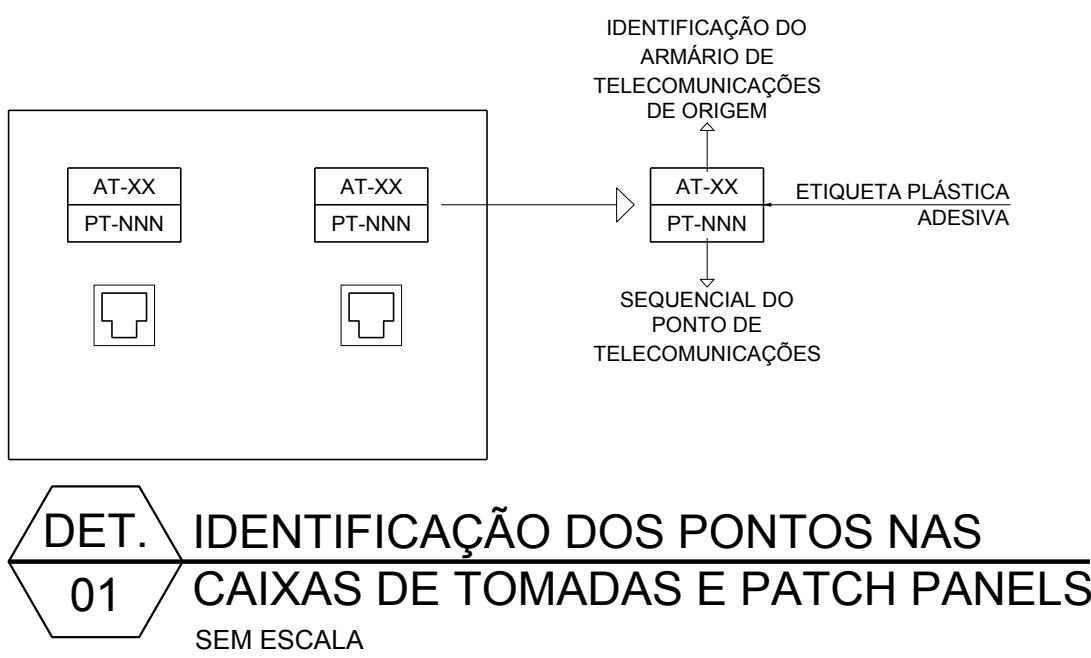 IDENTIFICAÇÃO DO
ARMÁRIO DE
TELECOMUNICAÇÕES
DE ORIGEM
AT-XX
PT-NNN
AT-XX
PT-NNN
AT-XX
PT-NNN
ETIQUETA PLÁSTICA
ADESIVA
SEQUENCIAL DO
PONTO DE
TELECOMUNICAÇÕES
DET.
01
IDENTIFICAÇÃO DOS PONTOS NAS
CAIXAS DE TOMADAS E PATCH PANELS
SEM ESCALA